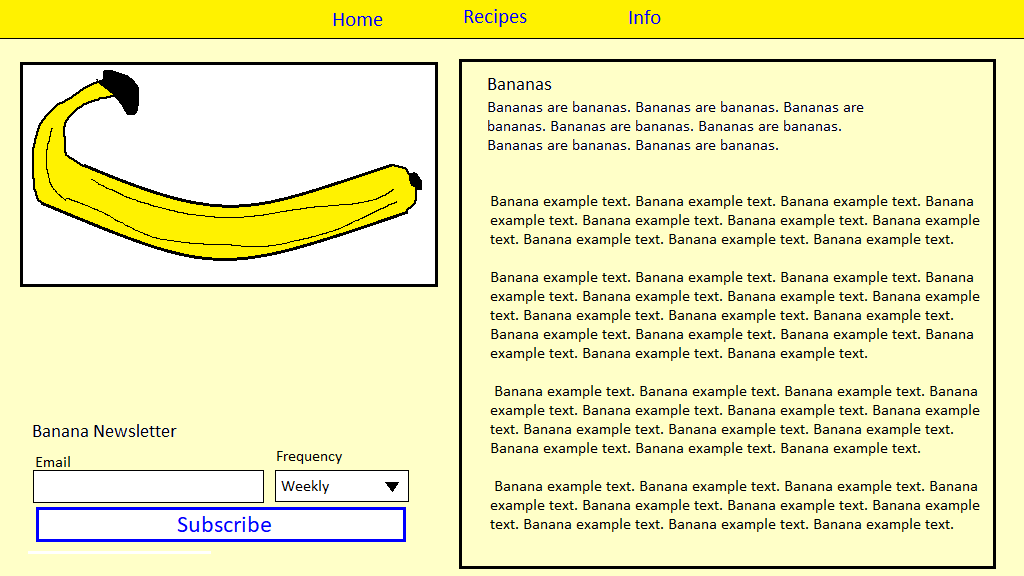 Home Recipes Info
Bananas
Bananas are bananas. Bananas are bananas. Bananas are
bananas. Bananas are bananas. Bananas are bananas.
Bananas are bananas. Bananas are bananas.
Banana example text. Banana example text. Banana example text. Banana
example text. Banana example text. Banana example text. Banana example
text. Banana example text. Banana example text. Banana example text.
Banana example text. Banana example text. Banana example text. Banana
example text. Banana example text. Banana example text. Banana example
text. Banana example text. Banana example text. Banana example text.
Banana example text. Banana example text. Banana example text. Banana
example text. Banana example text. Banana example text.
Banana example text. Banana example text. Banana example text. Banana
example text. Banana example text. Banana example text. Banana example
text. Banana example text. Banana example text. Banana example text.
Banana example text. Banana example text. Banana example text.
Banana example text. Banana example text. Banana example text. Banana
example text. Banana example text. Banana example text. Banana example
text. Banana example text. Banana example text. Banana example text.
Banana Newsletter
Email
Frequency
Weekly
Subscribe